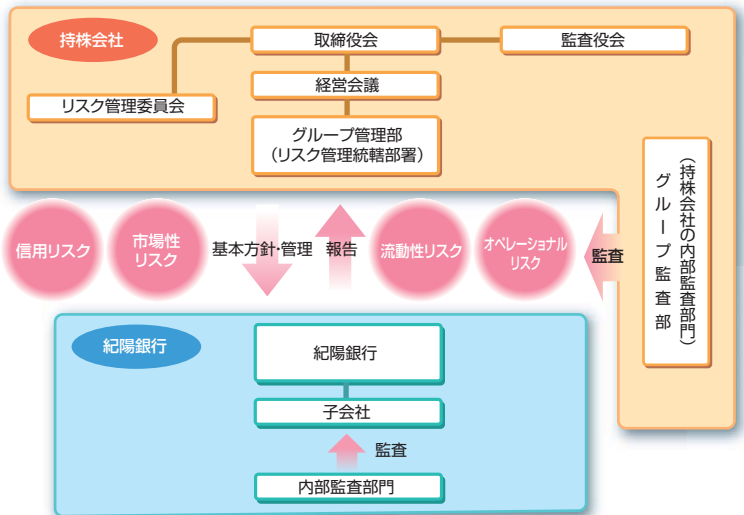 持株会社
取締役会
監査役会
経営会議
リスク管理委員会
グループ管理部
(リスク管理統轄部署)
グループ監査部
(持株会社の内部監査部門)
信用リスク
市場性
リスク
基本方針・管理
報告
流動性リスク
オペレーショナル
リスク
監査
紀陽銀行
紀陽銀行
子会社
監査
内部監査部門